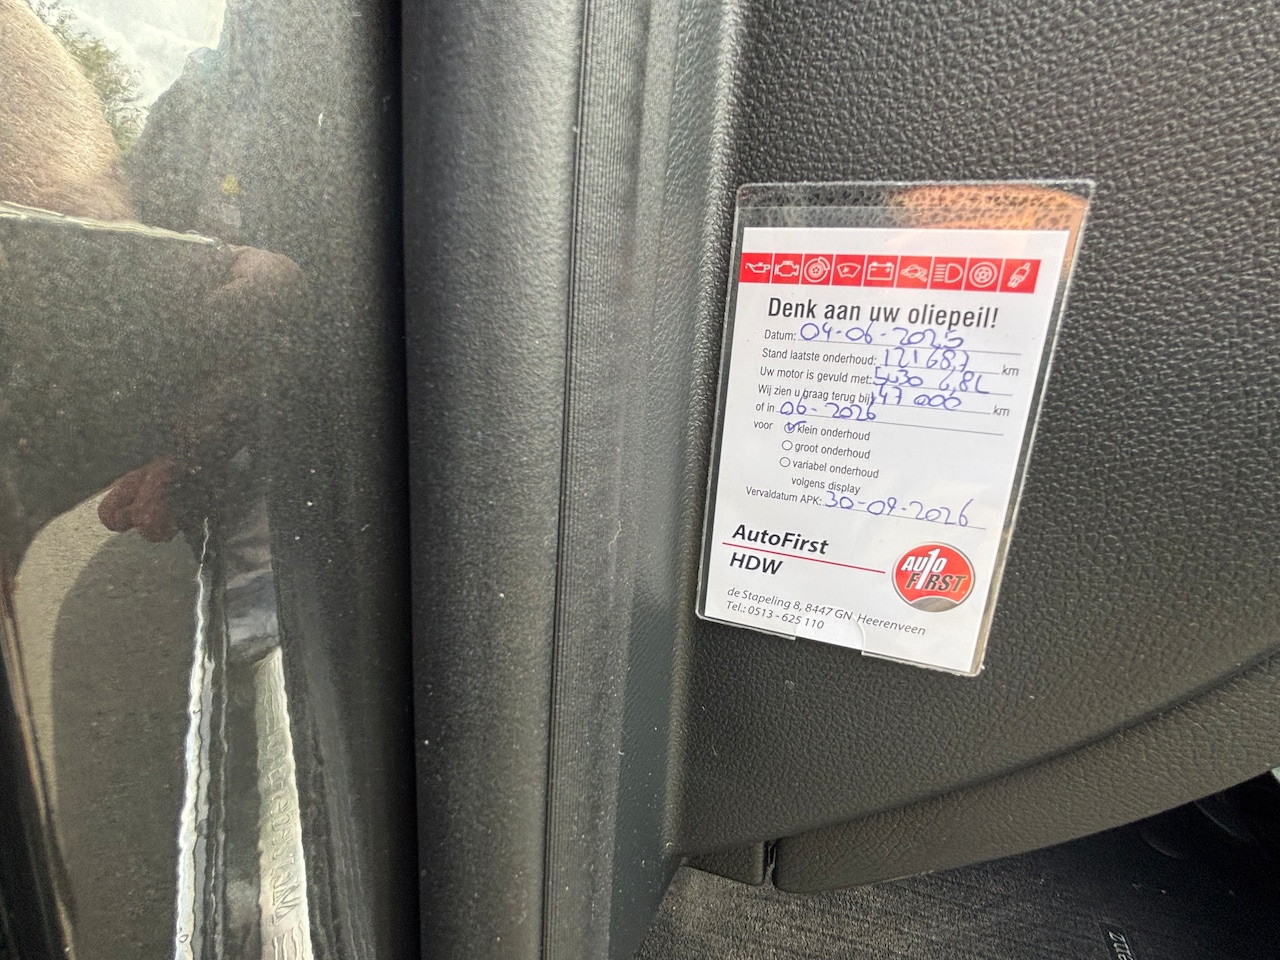 Denk aan uw oliepeil!
Datum: 04-06-2025
Stand laatste onderhoud: 121687 km
Uw motor is gevuld met: 5w30 4,8L
Wij zien u graag terug bij: 147 000 km
of in 06-2026
voor klein onderhoud
groot onderhoud
variabel onderhoud
volgens display
Vervaldatum APK: 30-09-2026
AutoFirst
HDW
AUTO
F1RST
de Stapeling 8, 8447 GN Heerenveen
Tel.: 0513 - 625 110